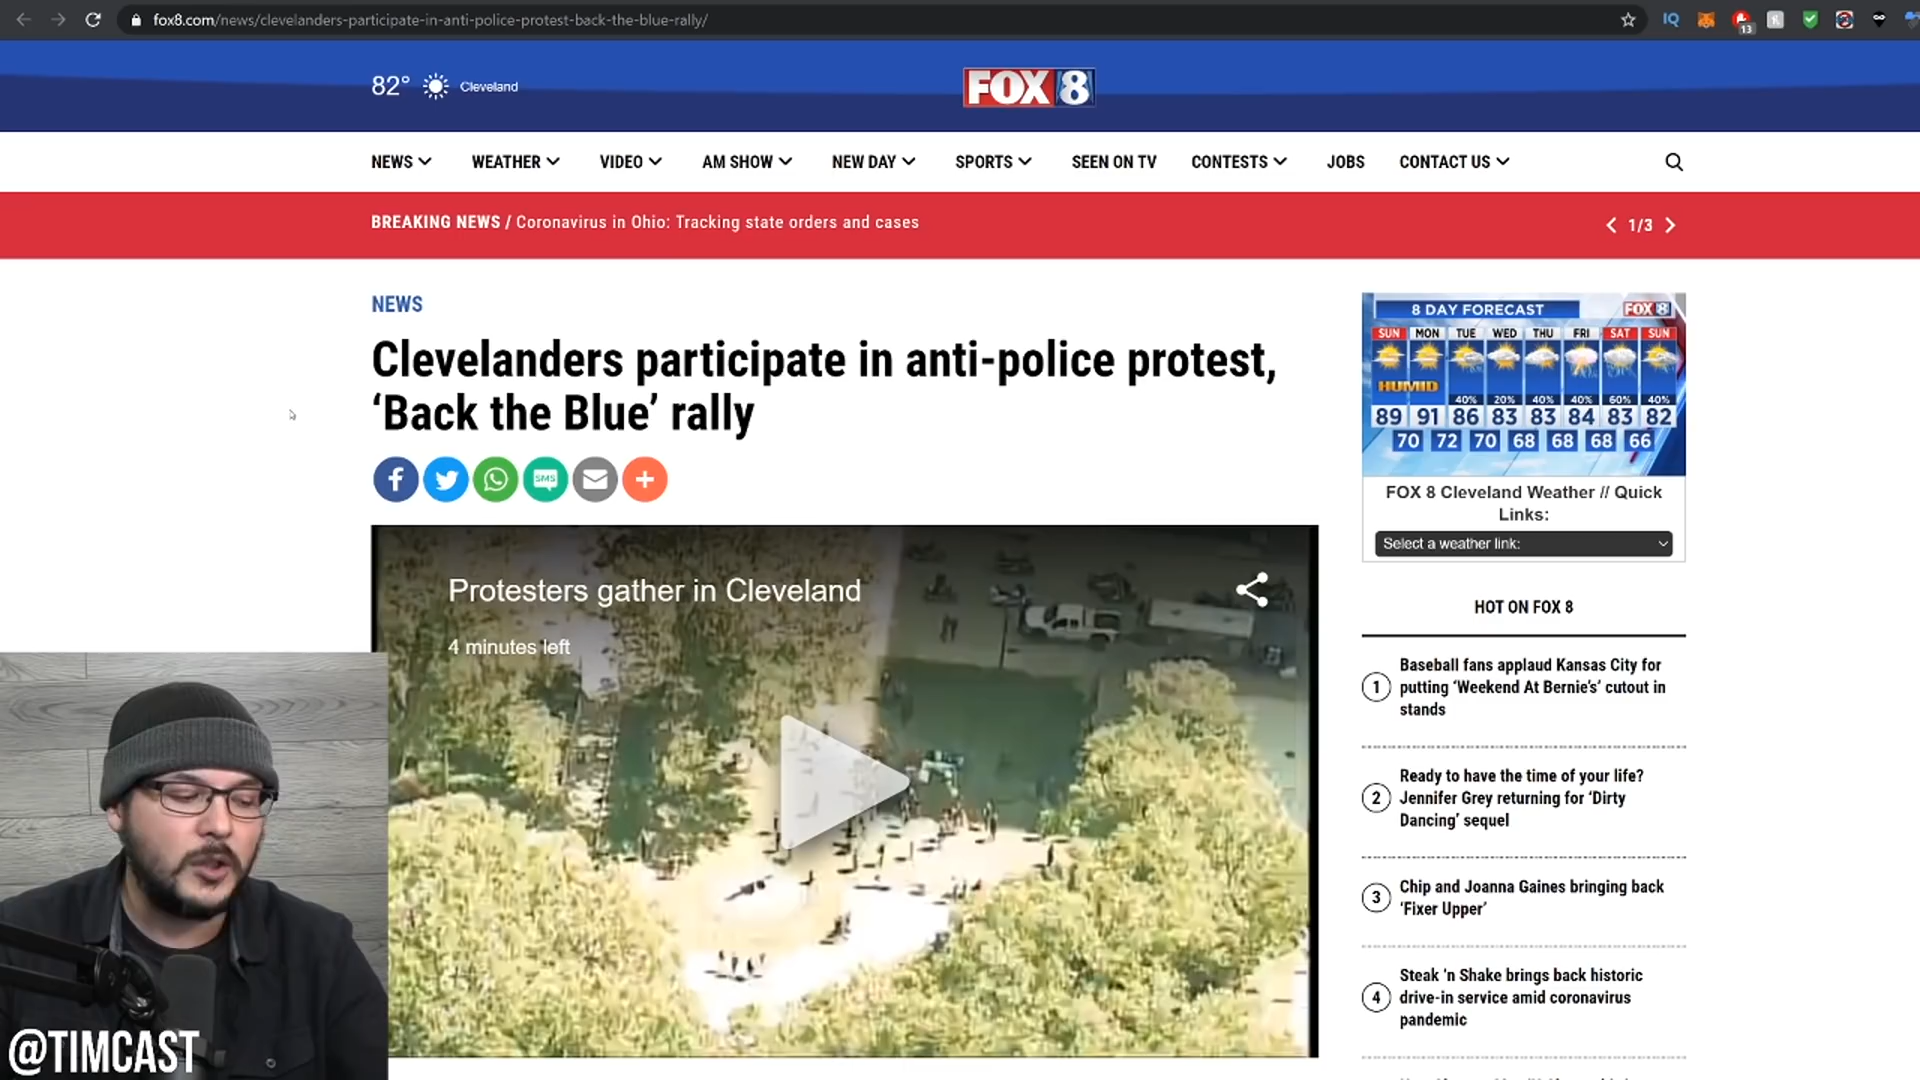 fox8.com/news/clevelanders-participate-in-anti-police-protest-back-the-blue-rally/
IQ
13
82° Cleveland
FOX 8
NEWS WEATHER VIDEO AM SHOW NEW DAY SPORTS SEEN ON TV CONTESTS JOBS CONTACT US
BREAKING NEWS / Coronavirus in Ohio: Tracking state orders and cases
1/3
NEWS
Clevelanders participate in anti-police protest,
‘Back the Blue’ rally
SMS
Protesters gather in Cleveland
4 minutes left
@TIMCAST
8 DAY FORECAST FOX 8
SUN MON TUE WED THU FRI SAT SUN
HUMID
40% 20% 40% 40% 60% 40%
89 91 86 83 83 84 83 82
70 72 70 68 68 68 66
FOX 8 Cleveland Weather // Quick
Links:
Select a weather link:
HOT ON FOX 8
1
Baseball fans applaud Kansas City for
putting ‘Weekend At Bernie’s’ cutout in
stands
2
Ready to have the time of your life?
Jennifer Grey returning for ‘Dirty
Dancing’ sequel
3
Chip and Joanna Gaines bringing back
‘Fixer Upper’
4
Steak ’n Shake brings back historic
drive-in service amid coronavirus
pandemic